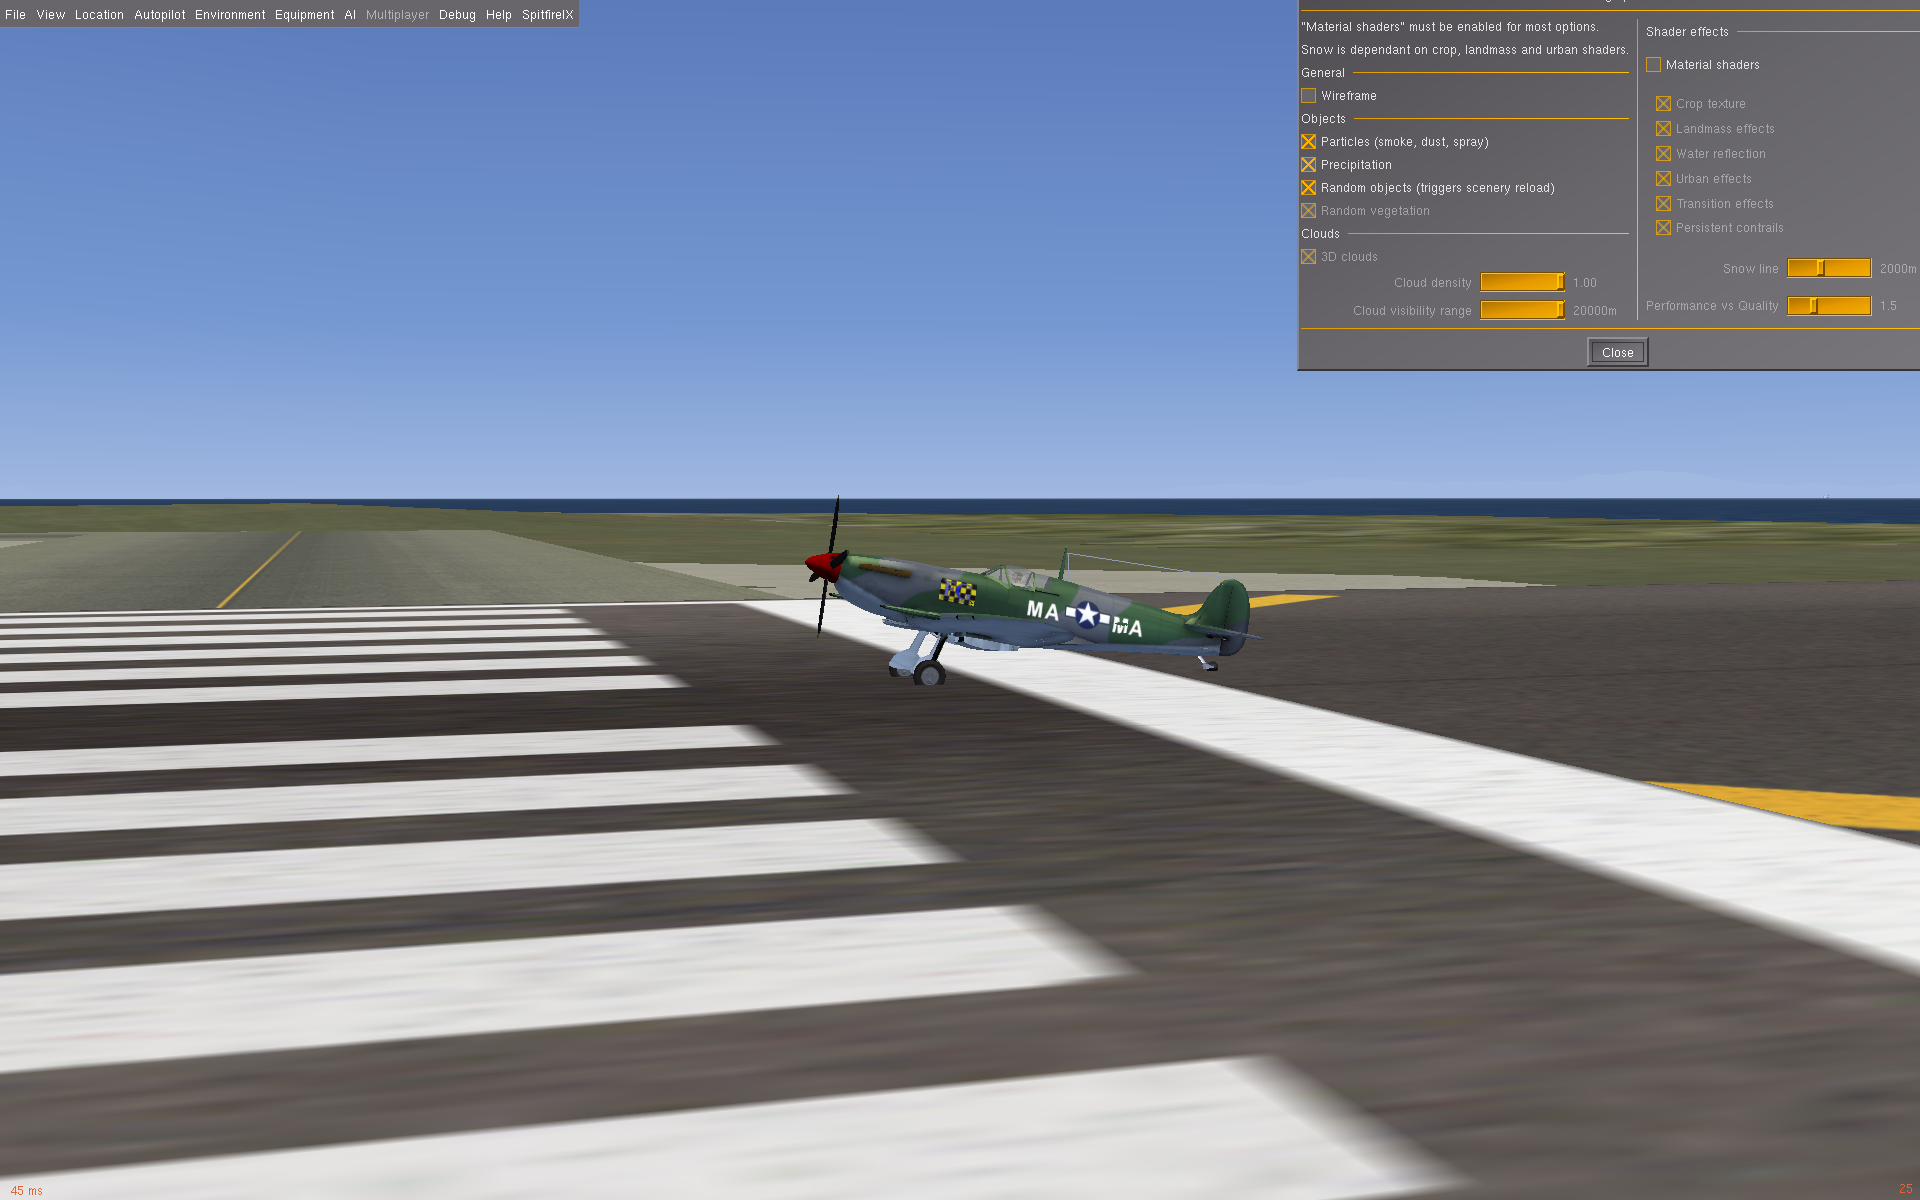 File View Location Autopilot Environment Equipment AI Multiplayer Debug Help SpitfireIX
"Material shaders" must be enabled for most options.
Snow is dependant on crop, landmass and urban shaders.
General
Wireframe
Objects
Particles (smoke, dust, spray)
Precipitation
Random objects (triggers scenery reload)
Random vegetation
Clouds
3D clouds
Cloud density 1.00
Cloud visibility range 20000m
Shader effects
Material shaders
Crop texture
Landmass effects
Water reflection
Urban effects
Transition effects
Persistent contrails
Snow line 2000m
Performance vs Quality 1.5
Close
MA MA
45 ms
25